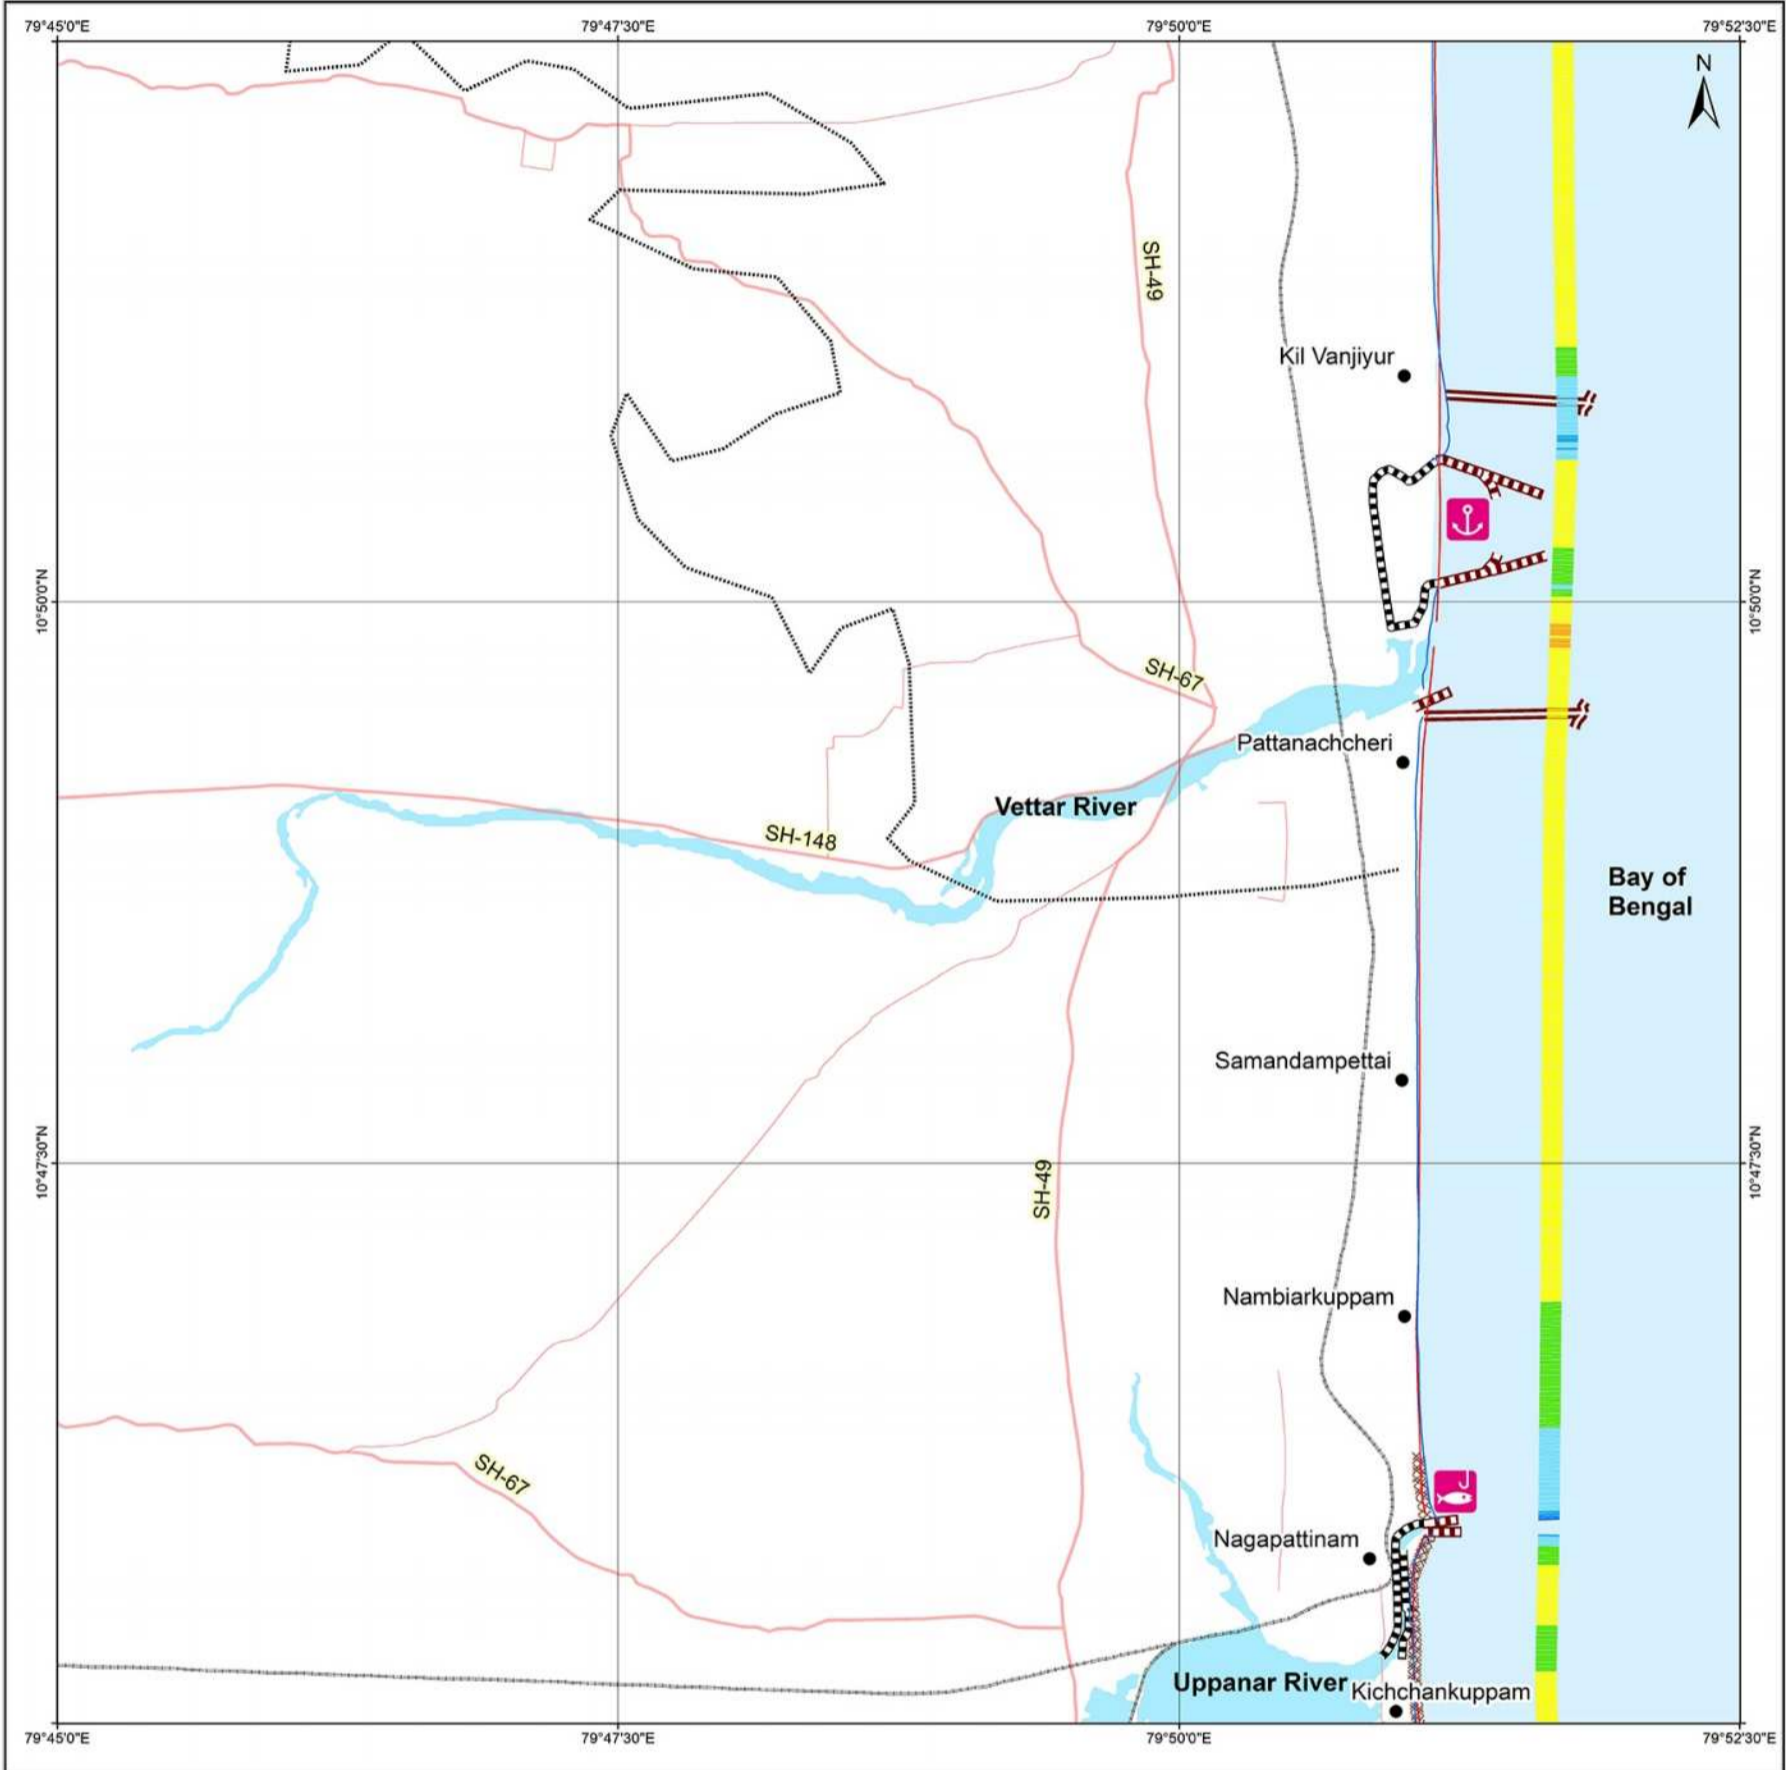 79°45'0"E
79°47'30"E
79°50'0"E
79°52'30"E
N
SH-49
Kil Vanjiyur
10°50'0"N
10°50'0"N
SH-67
Pattanachcheri
Vettar River
SH-148
Bay of
Bengal
Samandampettai
10°47'30"N
10°47'30"N
SH-49
Nambiarkuppam
SH-67
Nagapattinam
Uppanar River
Kichchankuppam
79°45'0"E
79°47'30"E
79°50'0"E
79°52'30"E